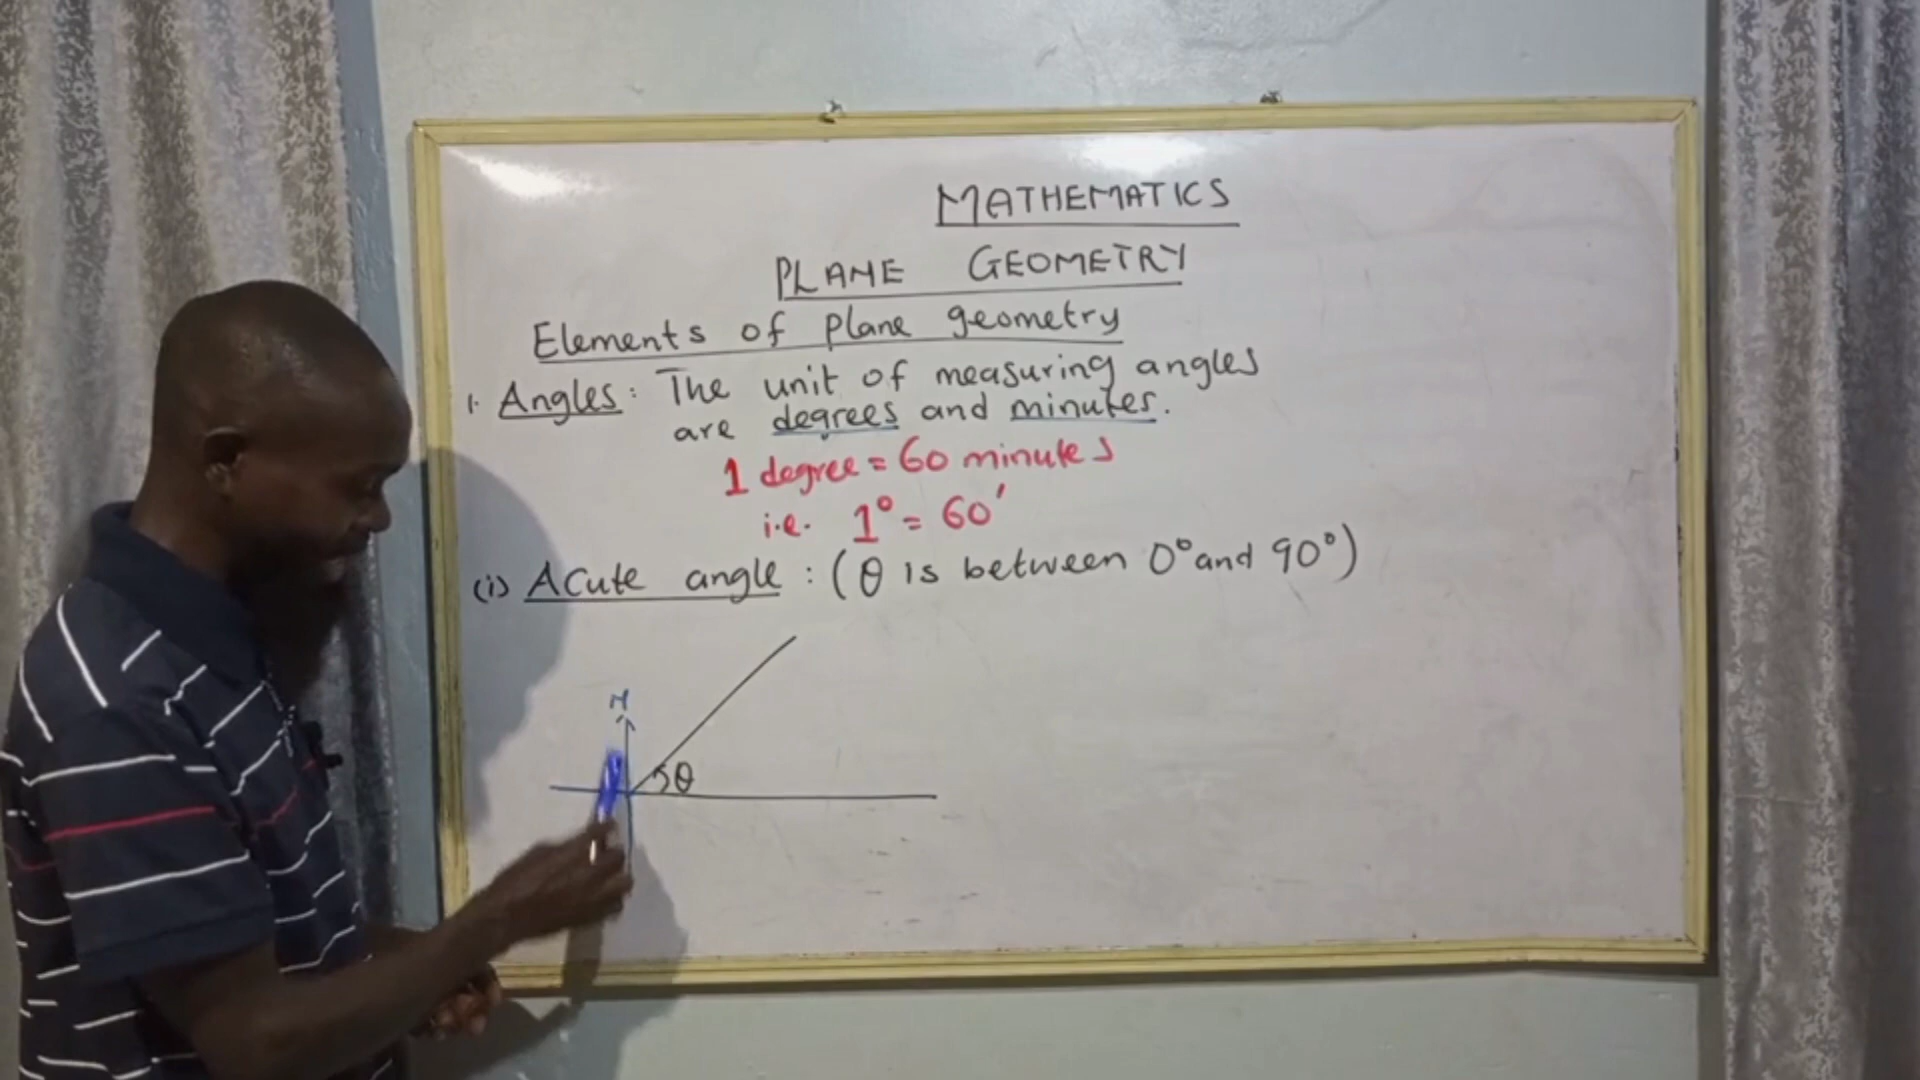 MATHEMATICS
PLANE GEOMETRY
Elements of plane geometry
1. Angles: The unit of measuring angles
are degrees and minutes.
1 degree = 60 minutes
i.e. 1° = 60'
(i) Acute angle : (θ is between 0° and 90°)
N
θ